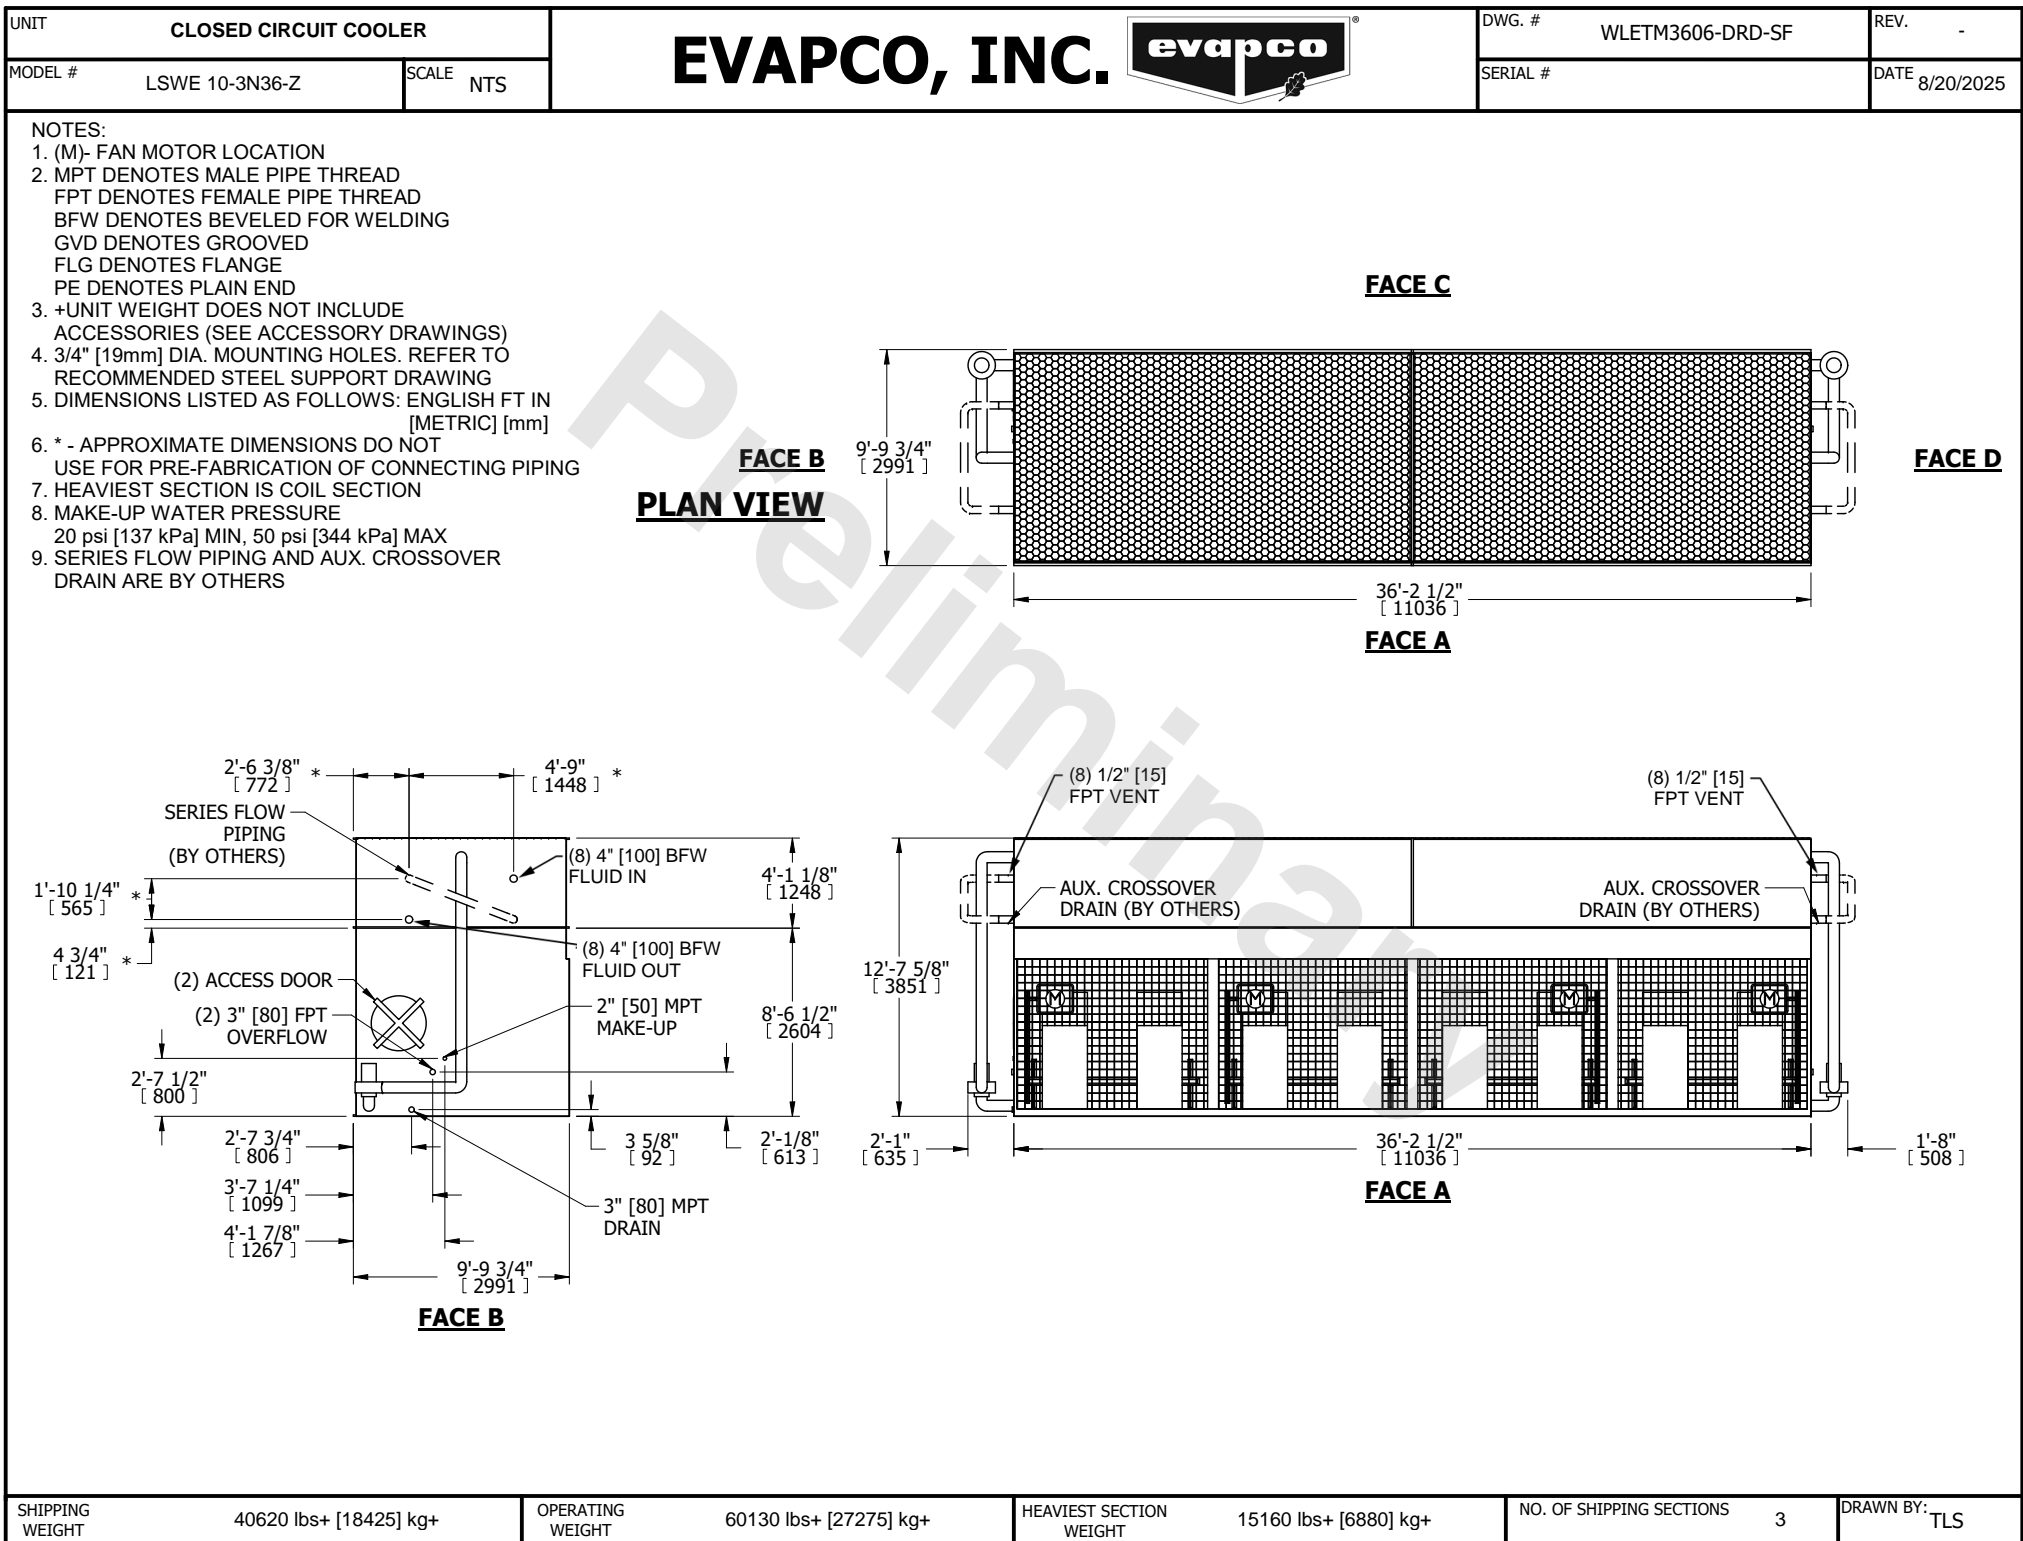 UNIT
CLOSED CIRCUIT COOLER
MODEL #
LSWE 10-3N36-Z
SCALE
NTS
EVAPCO, INC.
evapco
®
DWG. #
WLETM3606-DRD-SF
REV.
-
SERIAL #
DATE
8/20/2025
NOTES:
1. (M)- FAN MOTOR LOCATION
2. MPT DENOTES MALE PIPE THREAD
FPT DENOTES FEMALE PIPE THREAD
BFW DENOTES BEVELED FOR WELDING
GVD DENOTES GROOVED
FLG DENOTES FLANGE
PE DENOTES PLAIN END
3. +UNIT WEIGHT DOES NOT INCLUDE
ACCESSORIES (SEE ACCESSORY DRAWINGS)
4. 3/4" [19mm] DIA. MOUNTING HOLES. REFER TO
RECOMMENDED STEEL SUPPORT DRAWING
5. DIMENSIONS LISTED AS FOLLOWS: ENGLISH FT IN
[METRIC] [mm]
6. * - APPROXIMATE DIMENSIONS DO NOT
USE FOR PRE-FABRICATION OF CONNECTING PIPING
7. HEAVIEST SECTION IS COIL SECTION
8. MAKE-UP WATER PRESSURE
20 psi [137 kPa] MIN, 50 psi [344 kPa] MAX
9. SERIES FLOW PIPING AND AUX. CROSSOVER
DRAIN ARE BY OTHERS
Preliminary
FACE C
FACE B
9'-9 3/4"
[ 2991 ]
FACE D
PLAN VIEW
36'-2 1/2"
[ 11036 ]
FACE A
2'-6 3/8" *
[ 772 ]
4'-9" *
[ 1448 ]
SERIES FLOW
PIPING
(BY OTHERS)
(8) 4" [100] BFW
FLUID IN
4'-1 1/8"
[ 1248 ]
1'-10 1/4" *
[ 565 ]
4 3/4" *
[ 121 ]
(8) 4" [100] BFW
FLUID OUT
(2) ACCESS DOOR
(2) 3" [80] FPT
OVERFLOW
2" [50] MPT
MAKE-UP
8'-6 1/2"
[ 2604 ]
2'-7 1/2"
[ 800 ]
2'-7 3/4"
[ 806 ]
3 5/8"
[ 92 ]
2'-1/8"
[ 613 ]
3'-7 1/4"
[ 1099 ]
3" [80] MPT
DRAIN
4'-1 7/8"
[ 1267 ]
9'-9 3/4"
[ 2991 ]
FACE B
(8) 1/2" [15]
FPT VENT
(8) 1/2" [15]
FPT VENT
AUX. CROSSOVER
DRAIN (BY OTHERS)
AUX. CROSSOVER
DRAIN (BY OTHERS)
12'-7 5/8"
[ 3851 ]
M
M
M
M
2'-1"
[ 635 ]
36'-2 1/2"
[ 11036 ]
1'-8"
[ 508 ]
FACE A
SHIPPING
WEIGHT
40620 lbs+ [18425] kg+
OPERATING
WEIGHT
60130 lbs+ [27275] kg+
HEAVIEST SECTION
WEIGHT
15160 lbs+ [6880] kg+
NO. OF SHIPPING SECTIONS
3
DRAWN BY:
TLS